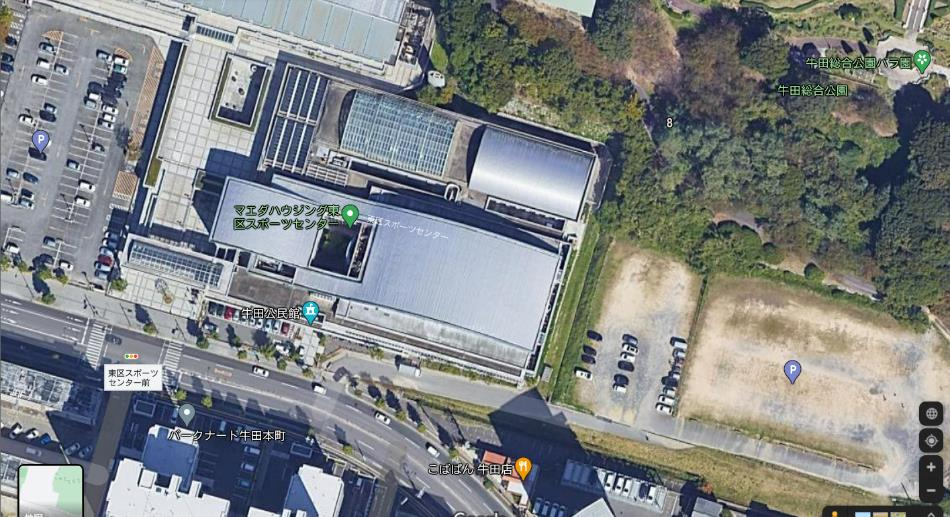 牛田総合公園バラ園
牛田総合公園
8
P
マエダハウジング東
区スポーツセンター
東区スポーツセンター
牛田公民館
東区スポーツ
センター前
P
パークナート牛田本町
こばぱん 牛田店